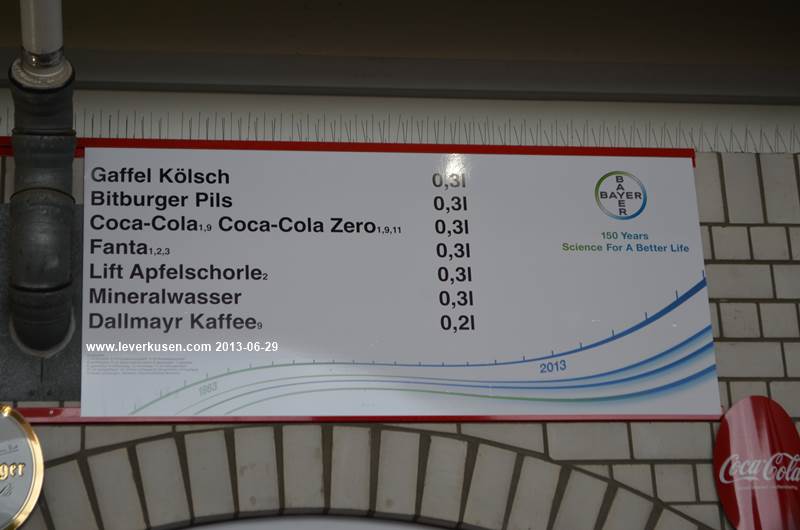 Gaffel Kölsch 0,3l
Bitburger Pils 0,3l
Coca-Cola1,9 Coca-Cola Zero1,9,11 0,3l
Fanta1,2,3 0,3l
Lift Apfelschorle2 0,3l
Mineralwasser 0,3l
Dallmayr Kaffee9 0,2l
BAYER
BAYER
150 Years
Science For A Better Life
www.leverkusen.com 2013-06-29
1863
2013
Coca-Cola